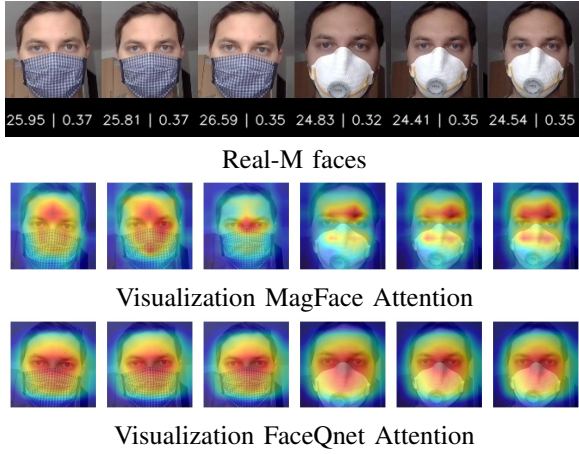 25.95 | 0.37 25.81 | 0.37 26.59 | 0.35 24.83 | 0.32 24.41 | 0.35 24.54 | 0.35
Real-M faces
Visualization MagFace Attention
Visualization FaceQnet Attention